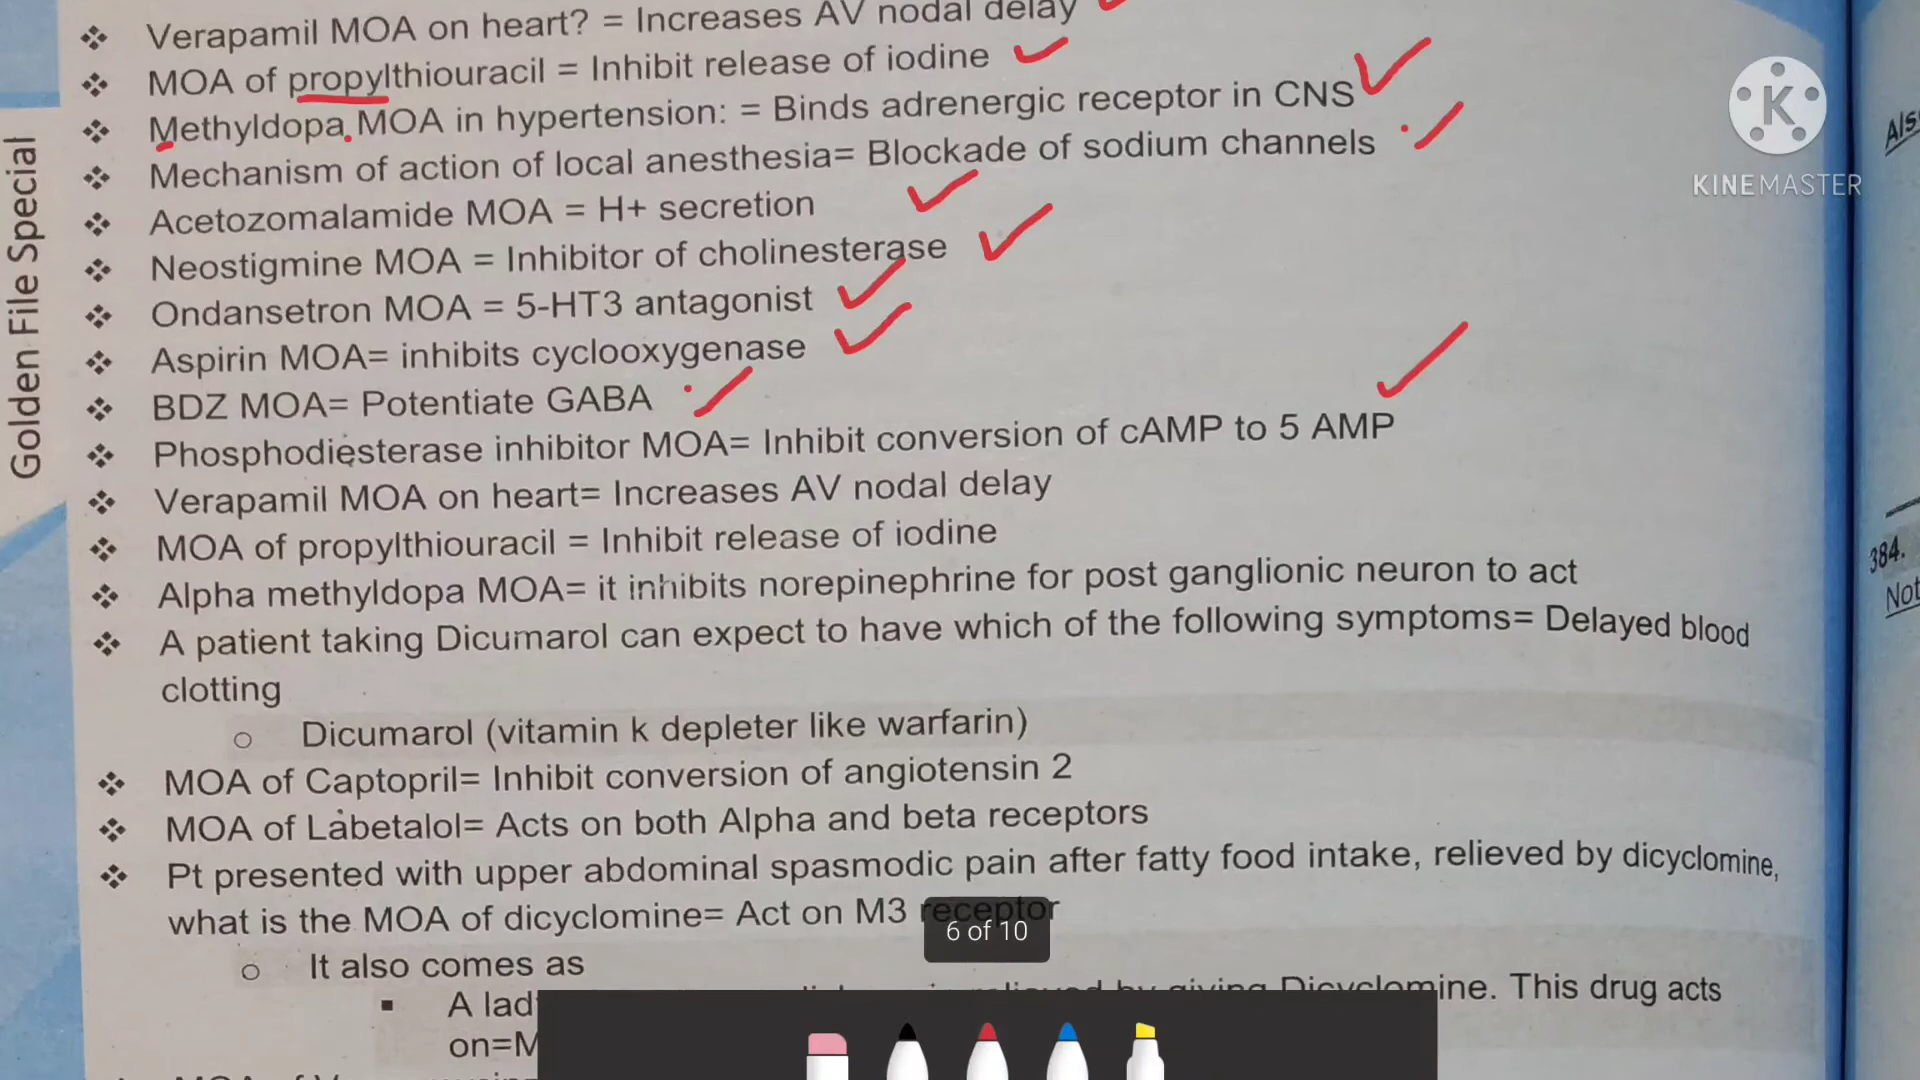 Verapamil MOA on heart? = Increases AV nodal delay
MOA of propylthiouracil = Inhibit release of iodine
Methyldopa MOA in hypertension: = Binds adrenergic receptor in CNS
Mechanism of action of local anesthesia= Blockade of sodium channels
Acetozomalamide MOA = H+ secretion
Neostigmine MOA = Inhibitor of cholinesterase
Ondansetron MOA = 5-HT3 antagonist
Aspirin MOA= inhibits cyclooxygenase
BDZ MOA= Potentiate GABA
Phosphodiesterase inhibitor MOA= Inhibit conversion of cAMP to 5 AMP
Verapamil MOA on heart= Increases AV nodal delay
MOA of propylthiouracil = Inhibit release of iodine
Alpha methyldopa MOA= it inhibits norepinephrine for post ganglionic neuron to act
A patient taking Dicumarol can expect to have which of the following symptoms= Delayed blood
clotting
Dicumarol (vitamin k depleter like warfarin)
MOA of Captopril= Inhibit conversion of angiotensin 2
MOA of Labetalol= Acts on both Alpha and beta receptors
Pt presented with upper abdominal spasmodic pain after fatty food intake, relieved by dicyclomine,
what is the MOA of dicyclomine= Act on M3 receptor
6 of 10
It also comes as
A lad
relieved by giving Dicyclomine. This drug acts
on=M
Golden File Special
K
KINEMASTER
Als
384.
Not